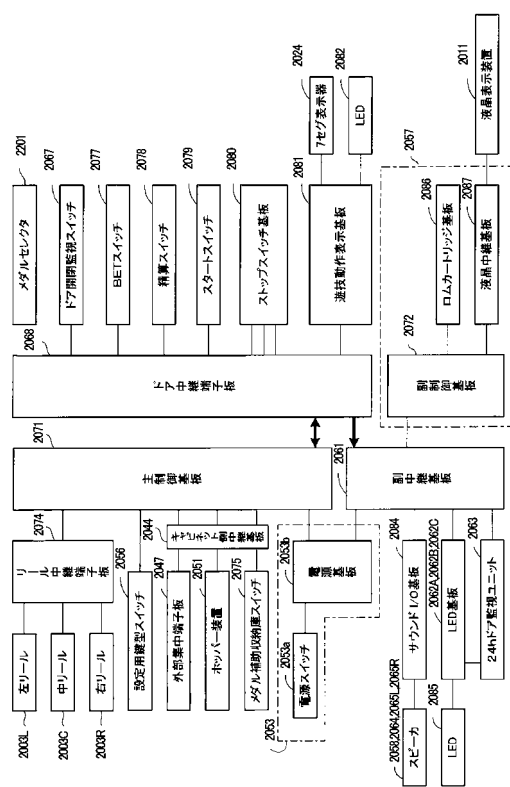 2003L
左リール
2003C
中リール
2003R
右リール
2074
リール中継端子板
2056
設定用鍵型スイッチ
2047
外部集中端子板
2051
ホッパー装置
2075
メダル補助収納庫スイッチ
2044
キャビネット側中継基板
2053
2053a
電源スイッチ
2053b
電源基板
2071
主制御基板
2061
副中継基板
2058,2064,2065L,2065R
スピーカ
2084
サウンドI/O基板
2085
LED
2062A,2062B,2062C
LED基板
2063
24hドア監視ユニット
2068
ドア中継端子板
2201
メダルセレクタ
2067
ドア開閉監視スイッチ
2077
BETスイッチ
2078
精算スイッチ
2079
スタートスイッチ
2080
ストップスイッチ基板
2081
遊技動作表示基板
2024
7セグ表示器
2082
LED
2057
2072
副制御基板
2086
ロムカートリッジ基板
2087
液晶中継基板
2011
液晶表示装置